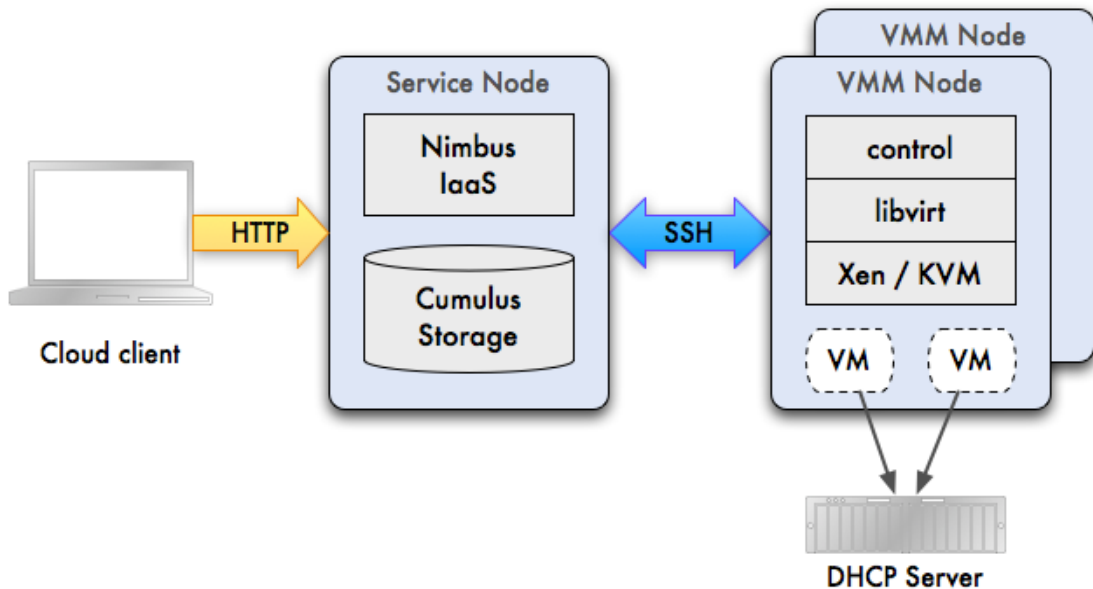 VMM Node
Service Node
VMM Node
Nimbus
IaaS
control
libvirt
HTTP
SSH
Xen / KVM
Cumulus
Storage
Cloud client
VM
VM
DHCP Server